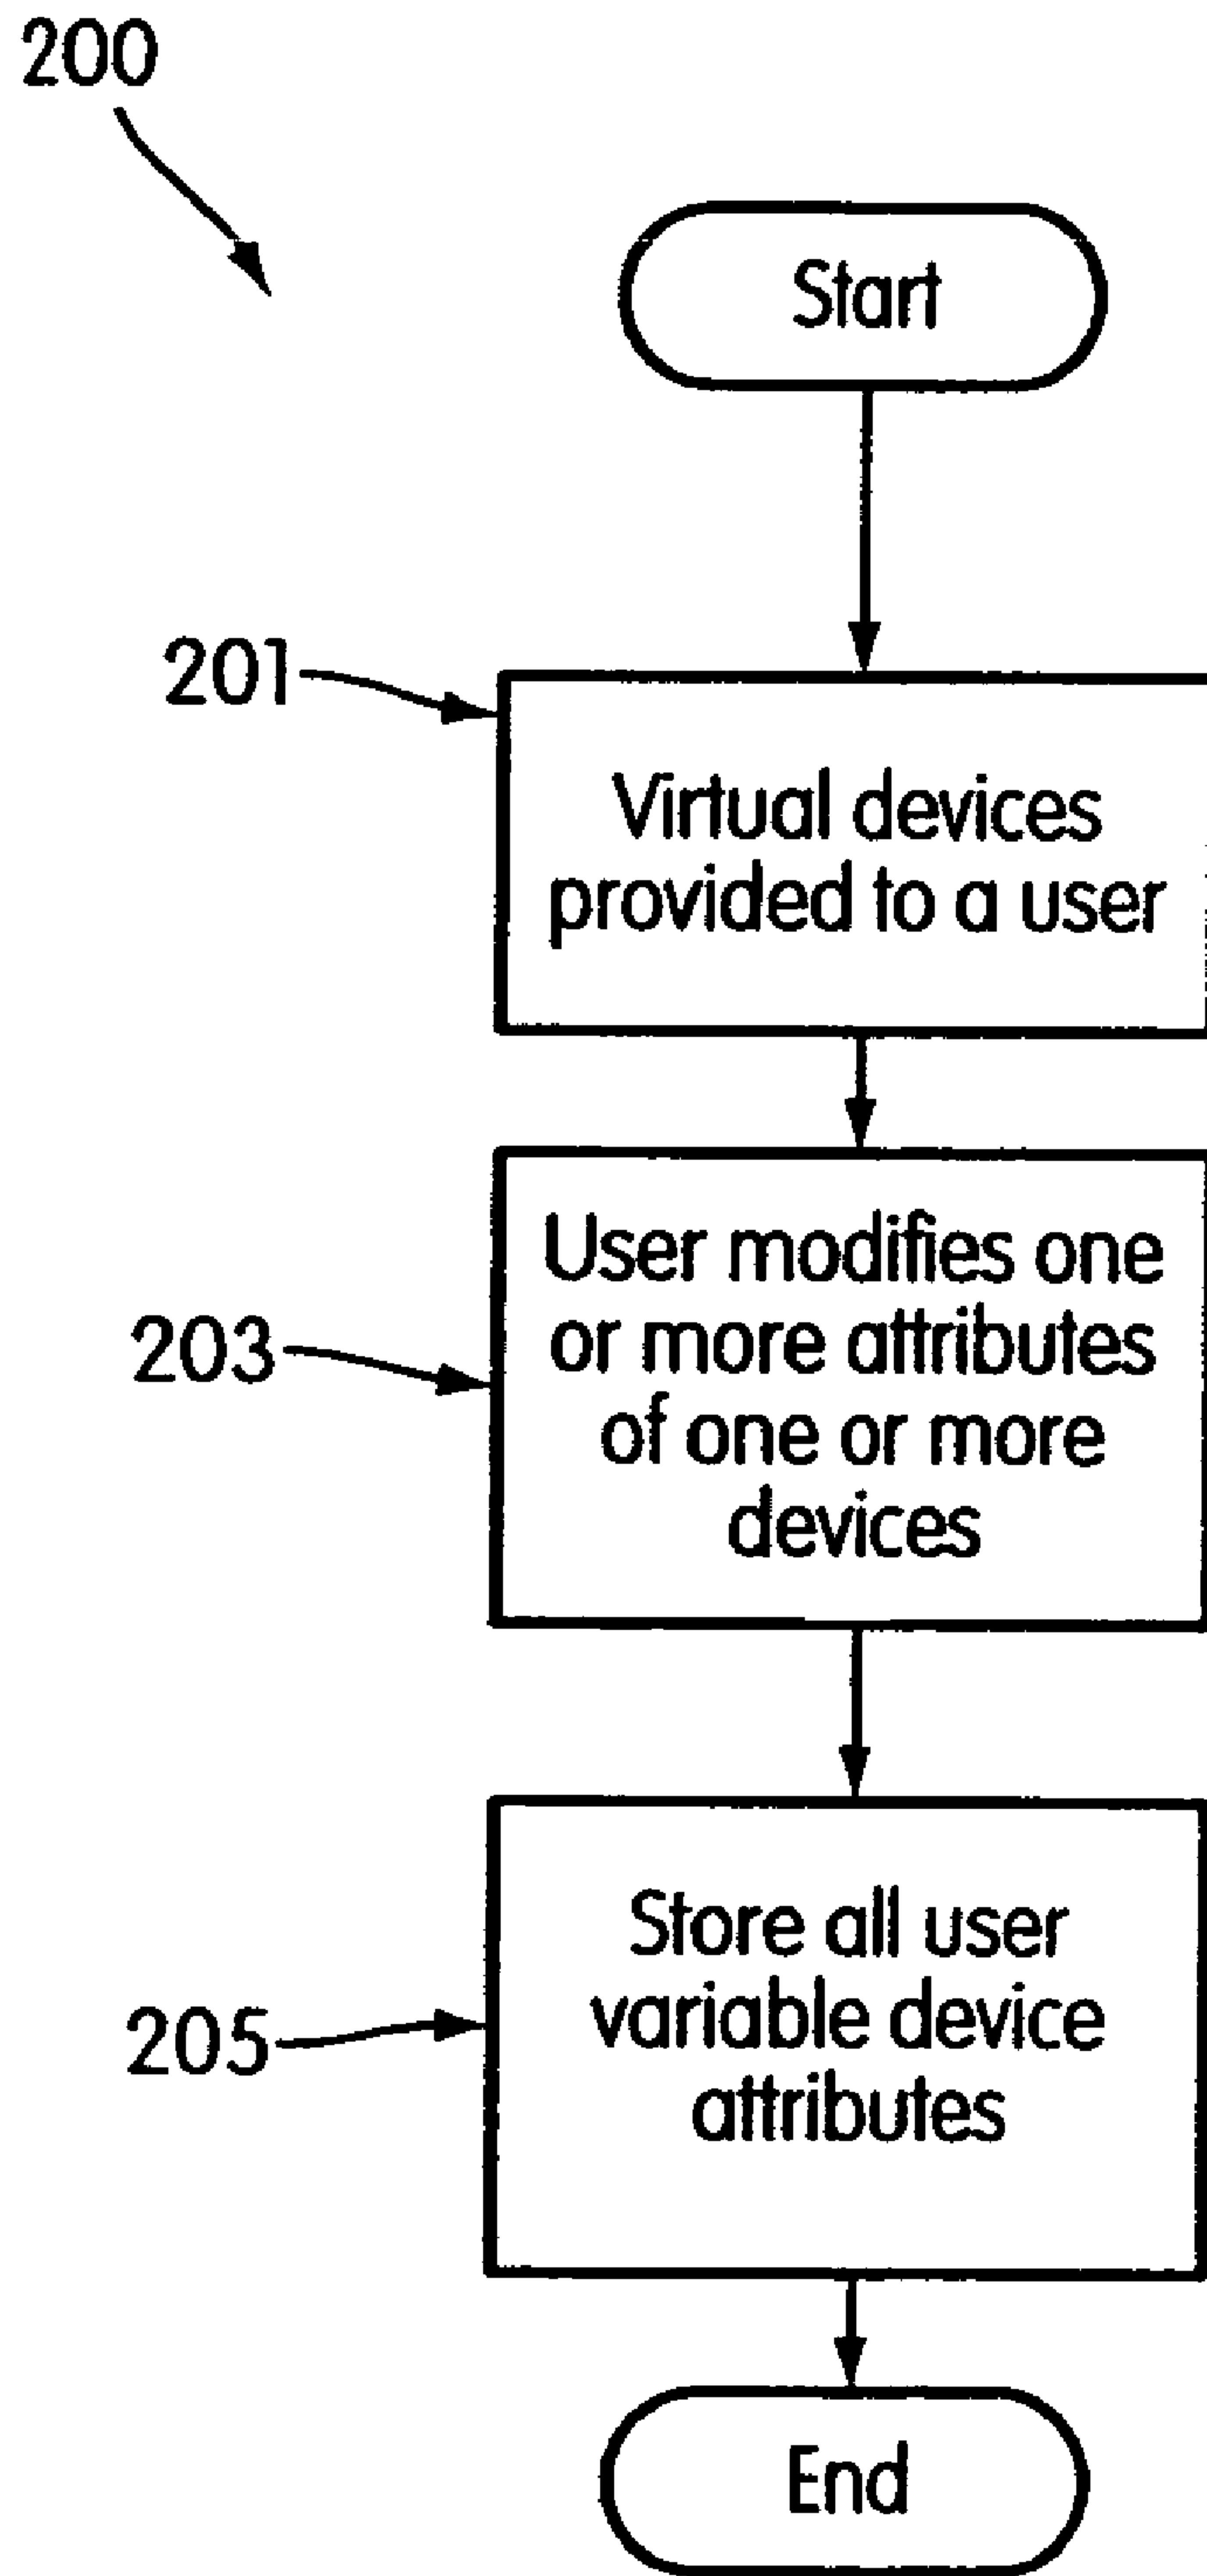 200
Start
201
Virtual devices
provided to a user
User modifies one
or more attributes
203
of one or more
devices
Store all user
variable device
205
attributes
End